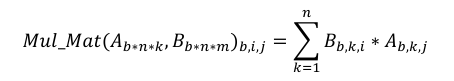 Mul_Mat(A_{b*n*k}, B_{b*n*m})_{b,i,j} = \sum_{k=1}^{n} B_{b,k,i} * A_{b,k,j}